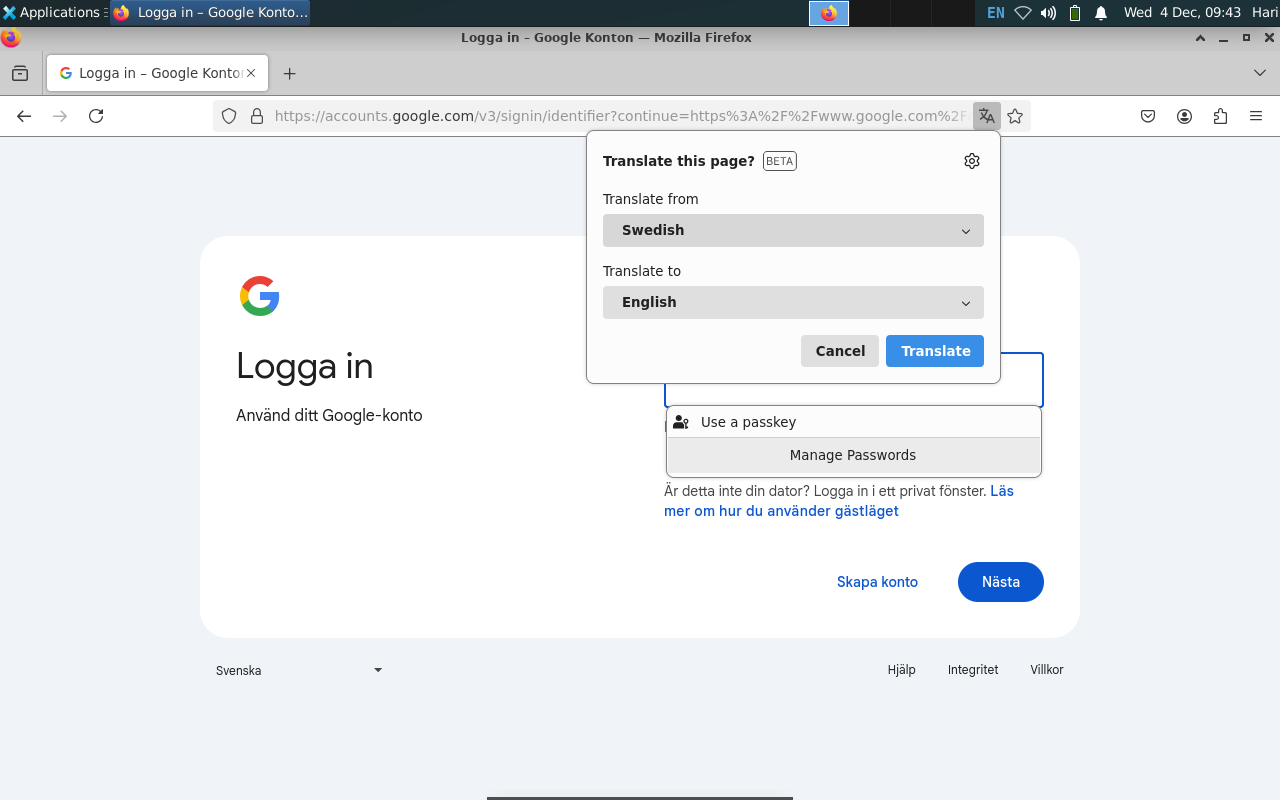 Applications
Logga in – Google Konto...
EN
Wed 4 Dec, 09:43
Hari
Logga in – Google Konton — Mozilla Firefox
Logga in – Google Konto
https://accounts.google.com/v3/signin/identifier?continue=https%3A%2F%2Fwww.google.com%2F
Translate this page?
BETA
Translate from
Swedish
Translate to
English
Cancel
Translate
Logga in
Använd ditt Google-konto
Use a passkey
Manage Passwords
Är detta inte din dator? Logga in i ett privat fönster. Läs
mer om hur du använder gästläget
Skapa konto
Nästa
Svenska
Hjälp
Integritet
Villkor